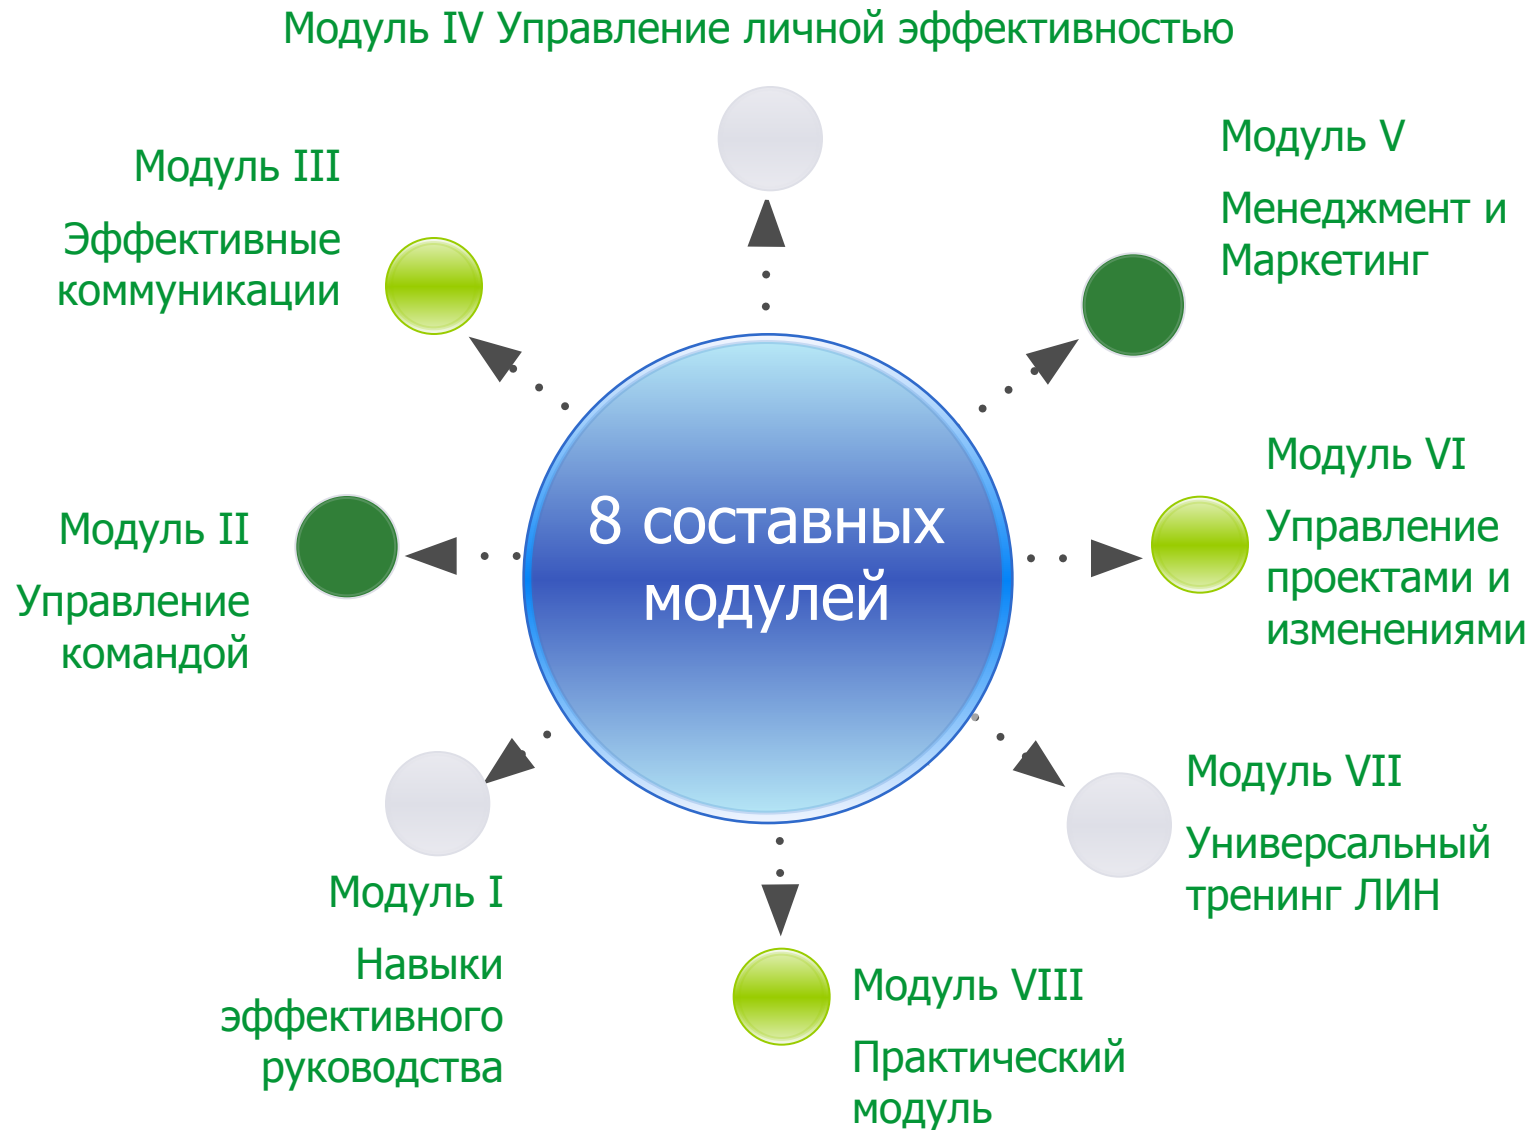 Модуль IV Управление личной эффективностью
Модуль III
Эффективные
коммуникации
Модуль V
Менеджмент и
Маркетинг
Модуль II
Управление
командой
8 составных
модулей
Модуль VI
Управление
проектами и
изменениями
Модуль I
Навыки
эффективного
руководства
Модуль VII
Универсальный
тренинг ЛИН
Модуль VIII
Практический
модуль